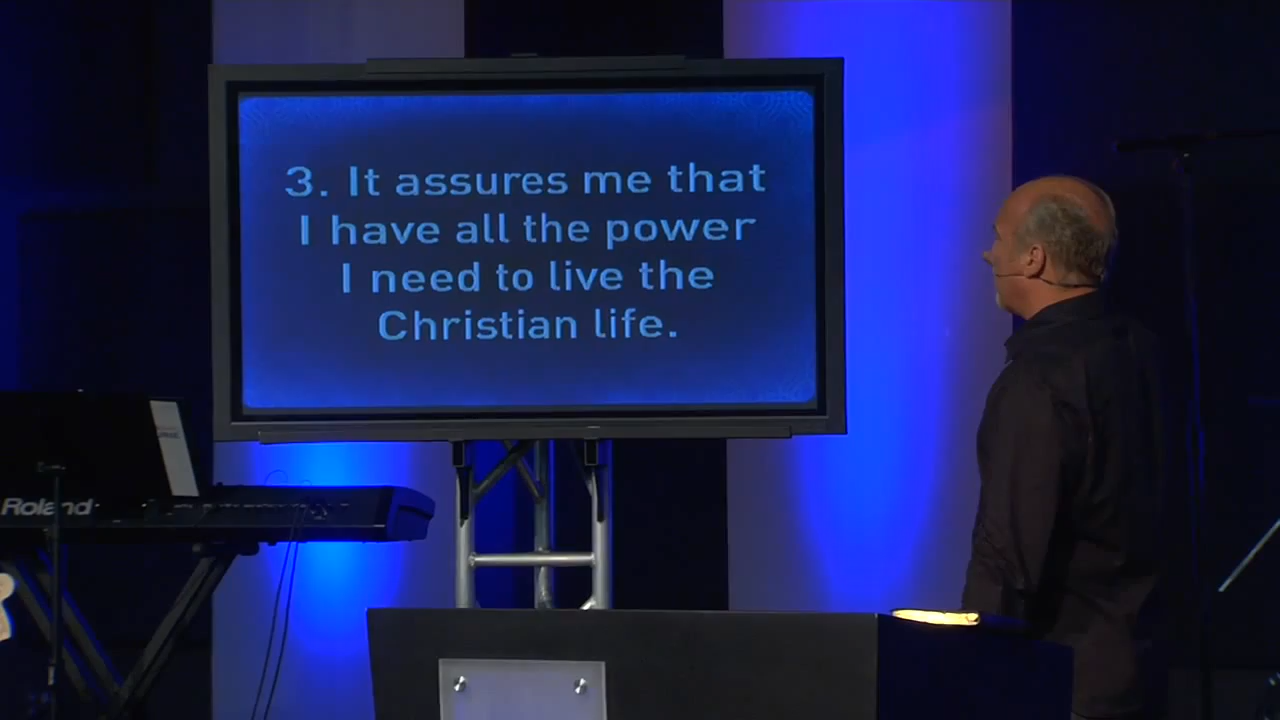 3. It assures me that
I have all the power
I need to live the
Christian life.
Roland